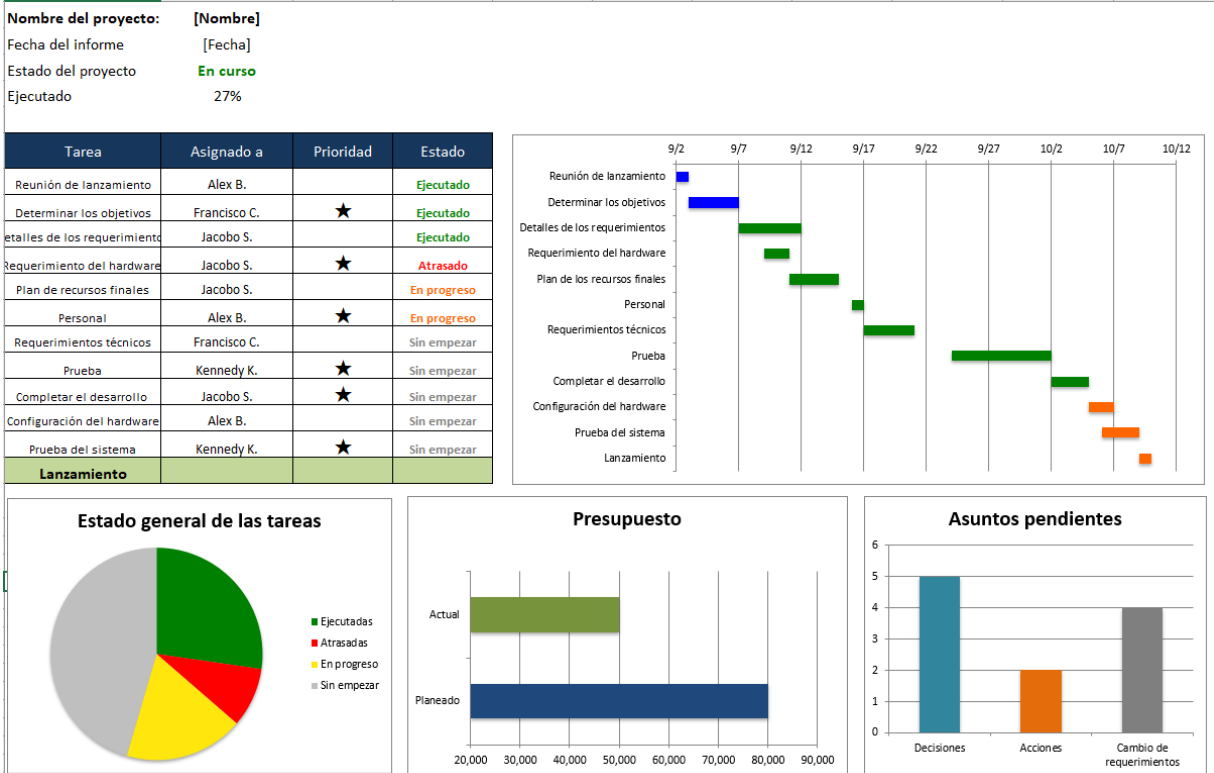 Nombre del proyecto: [Nombre]
Fecha del informe [Fecha]
Estado del proyecto En curso
Ejecutado 27%
Tarea Asignado a Prioridad Estado
Reunión de lanzamiento Alex B. Ejecutado
Determinar los objetivos Francisco C. ★ Ejecutado
etalles de los requerimiento Jacobo S. Ejecutado
Requerimiento del hardware Jacobo S. ★ Atrasado
Plan de recursos finales Jacobo S. En progreso
Personal Alex B. ★ En progreso
Requerimientos técnicos Francisco C. Sin empezar
Prueba Kennedy K. ★ Sin empezar
Completar el desarrollo Jacobo S. ★ Sin empezar
Configuración del hardware Alex B. Sin empezar
Prueba del sistema Kennedy K. ★ Sin empezar
Lanzamiento
9/2 9/7 9/12 9/17 9/22 9/27 10/2 10/7 10/12
Reunión de lanzamiento
Determinar los objetivos
Detalles de los requerimientos
Requerimiento del hardware
Plan de los recursos finales
Personal
Requerimientos técnicos
Prueba
Completar el desarrollo
Configuración del hardware
Prueba del sistema
Lanzamiento
Estado general de las tareas
Ejecutadas
Atrasadas
En progreso
Sin empezar
Presupuesto
Actual
Planeado
20,000 30,000 40,000 50,000 60,000 70,000 80,000 90,000
Asuntos pendientes
6
5
4
3
2
1
0
Decisiones Acciones Cambio de
requerimientos